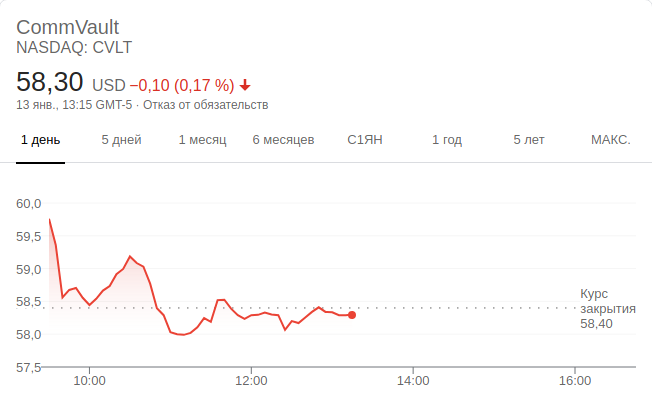 CommVault
NASDAQ: CVLT
58,30 USD −0,10 (0,17 %)
13 янв., 13:15 GMT-5 · Отказ от обязательств
1 день 5 дней 1 месяц 6 месяцев С1ЯН 1 год 5 лет МАКС.
60,0
59,5
59,0
58,5
Курс
закрытия
58,40
58,0
57,5
10:00 12:00 14:00 16:00